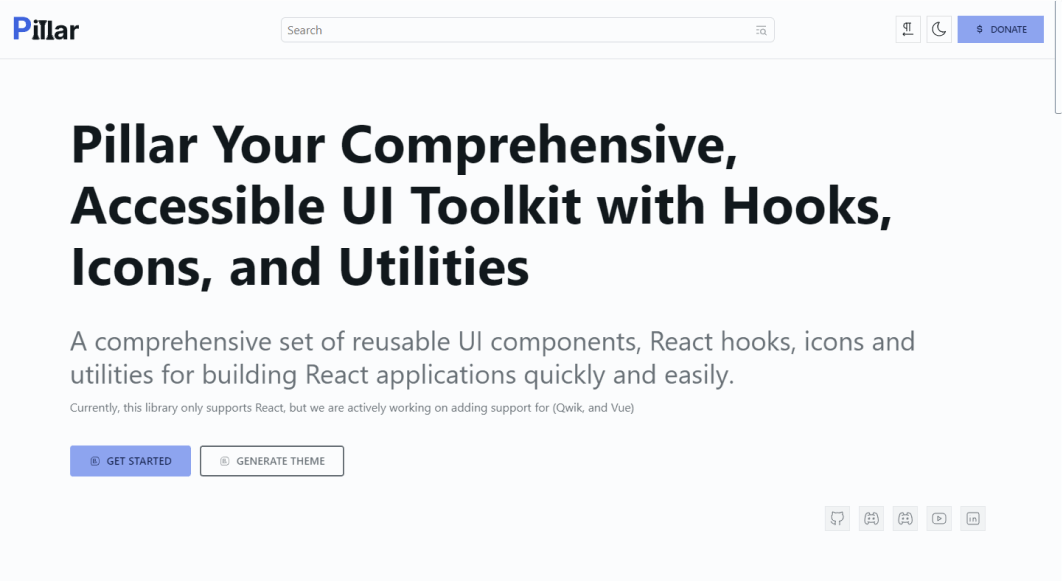 Pillar
Search
DONATE
Pillar Your Comprehensive,
Accessible UI Toolkit with Hooks,
Icons, and Utilities
A comprehensive set of reusable UI components, React hooks, icons and
utilities for building React applications quickly and easily.
Currently, this library only supports React, but we are actively working on adding support for (Qwik, and Vue)
GET STARTED
GENERATE THEME